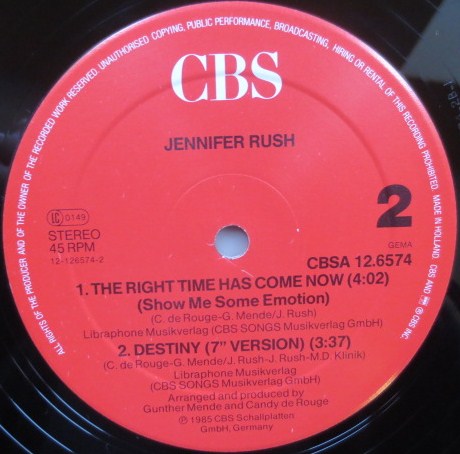 ALL RIGHTS OF THE PRODUCER AND OF THE OWNER OF THE RECORDED WORK RESERVED. UNAUTHORISED COPYING, PUBLIC PERFORMANCE, BROADCASTING, HIRING OR RENTAL OF THIS RECORDING PROHIBITED. MADE IN HOLLAND. CBS AND ARE ℗ CBS INC.
CBS
JENNIFER RUSH
2
LC 0149
STEREO
45 RPM
12-126574-2
GEMA
CBSA 12.6574
1. THE RIGHT TIME HAS COME NOW (4:02)
(Show Me Some Emotion)
(C. de Rouge-G. Mende/J. Rush)
Libraphone Musikverlag (CBS SONGS Musikverlag GmbH)
2. DESTINY (7" VERSION) (3:37)
(C. de Rouge-G. Mende/J. Rush-J. Rush-M.D. Klinik)
Libraphone Musikverlag
(CBS SONGS Musikverlag GmbH)
Arranged and produced by
Gunther Mende and Candy de Rouge
℗ 1985 CBS Schallplatten
GmbH, Germany